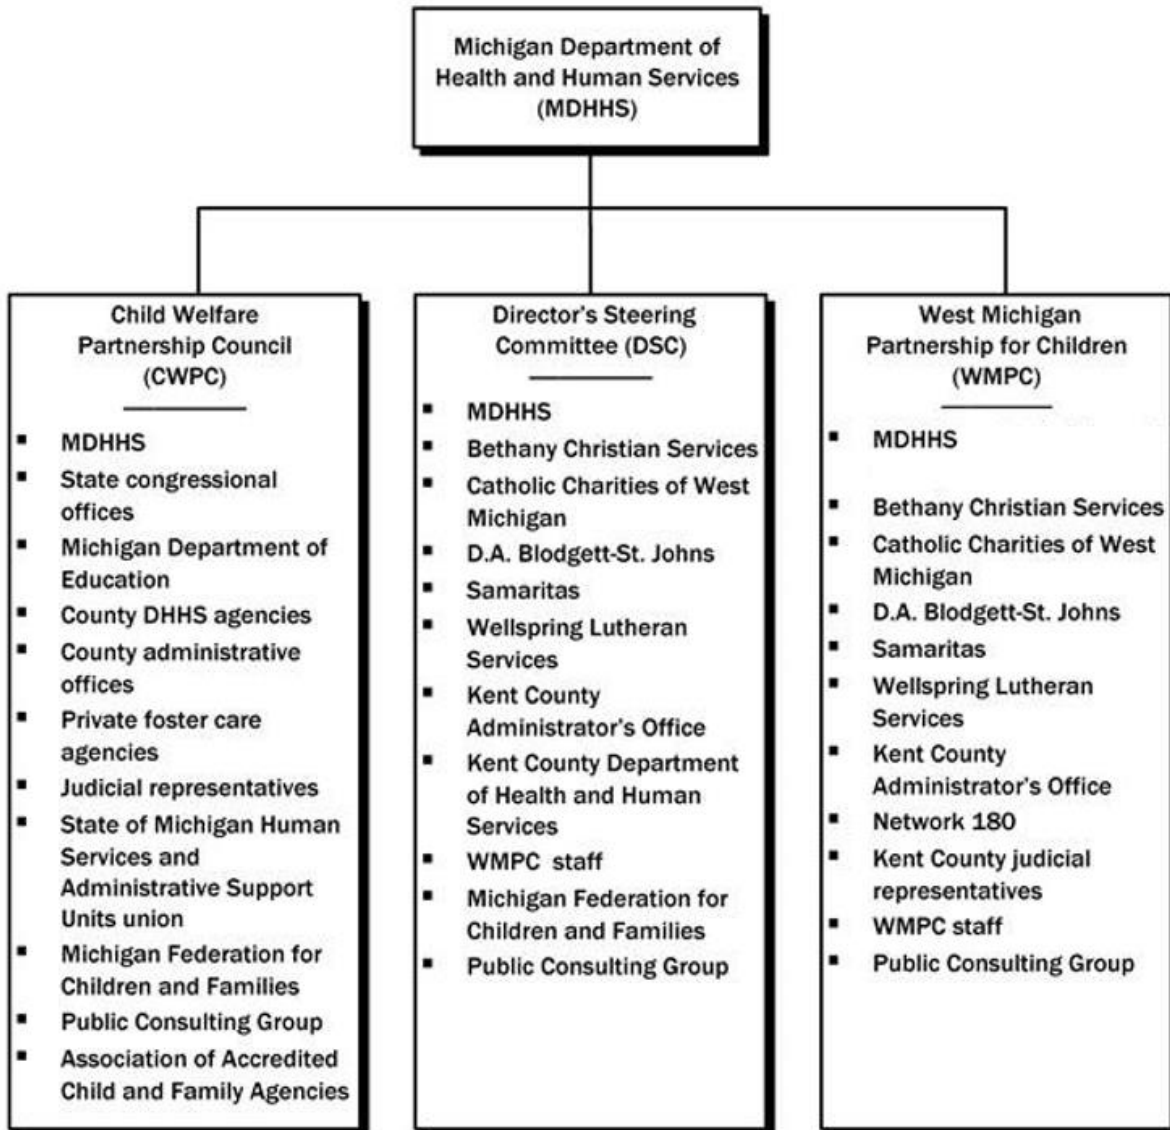 Michigan Department of
Health and Human Services
(MDHHS)
Child Welfare
Partnership Council
(CWPC)
▪ MDHHS
▪ State congressional
offices
▪ Michigan Department of
Education
▪ County DHHS agencies
▪ County administrative
offices
▪ Private foster care
agencies
▪ Judicial representatives
▪ State of Michigan Human
Services and
Administrative Support
Units union
▪ Michigan Federation for
Children and Families
▪ Public Consulting Group
▪ Association of Accredited
Child and Family Agencies
Director's Steering
Committee (DSC)
▪ MDHHS
▪ Bethany Christian Services
▪ Catholic Charities of West
Michigan
▪ D.A. Blodgett-St. Johns
▪ Samaritas
▪ Wellspring Lutheran
Services
▪ Kent County
Administrator's Office
▪ Kent County Department
of Health and Human
Services
▪ WMPC staff
▪ Michigan Federation for
Children and Families
▪ Public Consulting Group
West Michigan
Partnership for Children
(WMPC)
▪ MDHHS
▪ Bethany Christian Services
▪ Catholic Charities of West
Michigan
▪ D.A. Blodgett-St. Johns
▪ Samaritas
▪ Wellspring Lutheran
Services
▪ Kent County
Administrator's Office
▪ Network 180
▪ Kent County judicial
representatives
▪ WMPC staff
▪ Public Consulting Group